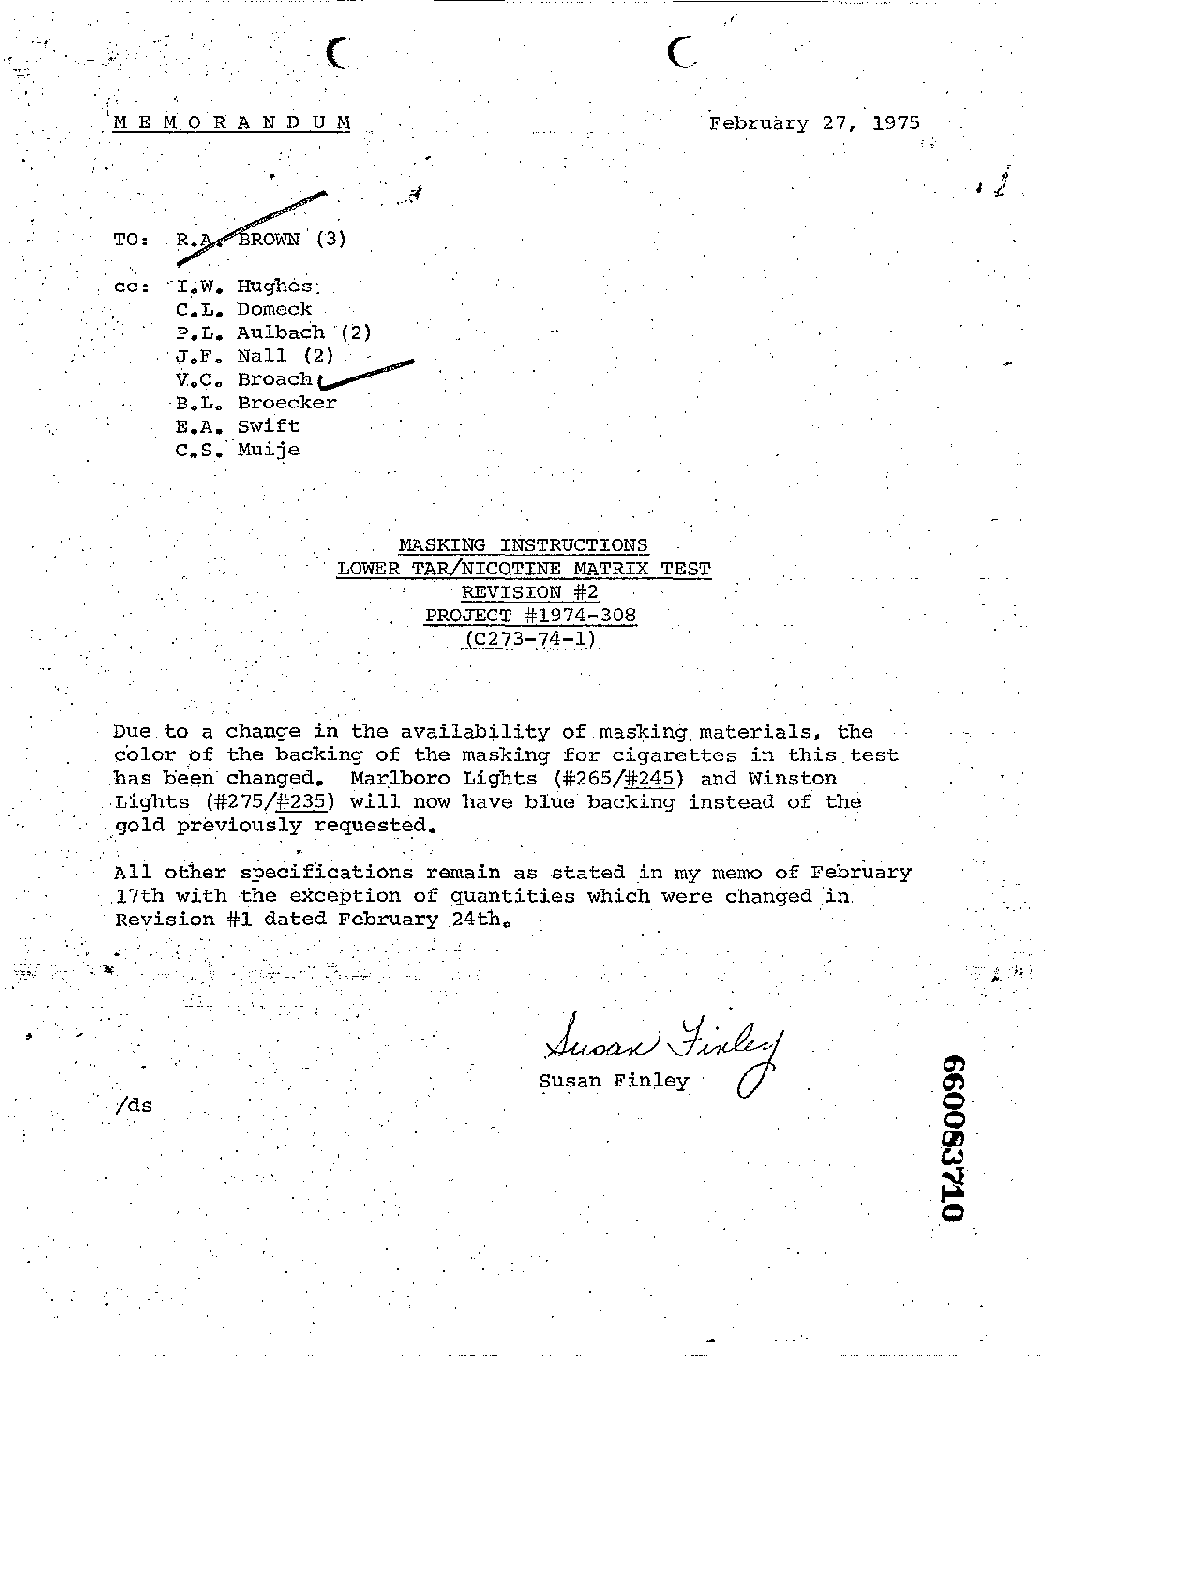 M E M O R A N D U M
February 27, 1975
TO: R.A. BROWN (3)
cc: I.W. Hughes
C.L. Domeck
P.L. Aulbach (2)
J.F. Nall (2)
V.C. Broach
B.L. Broecker
E.A. Swift
C.S. Muije
MASKING INSTRUCTIONS
LOWER TAR/NICOTINE MATRIX TEST
REVISION #2
PROJECT #1974-308
(C273-74-1)
Due to a change in the availability of masking materials, the
color of the backing of the masking for cigarettes in this test
has been changed. Marlboro Lights (#265/#245) and Winston
Lights (#275/#235) will now have blue backing instead of the
gold previously requested.
All other specifications remain as stated in my memo of February
17th with the exception of quantities which were changed in
Revision #1 dated February 24th.
Susan Finley
Susan Finley
/ds
660083710